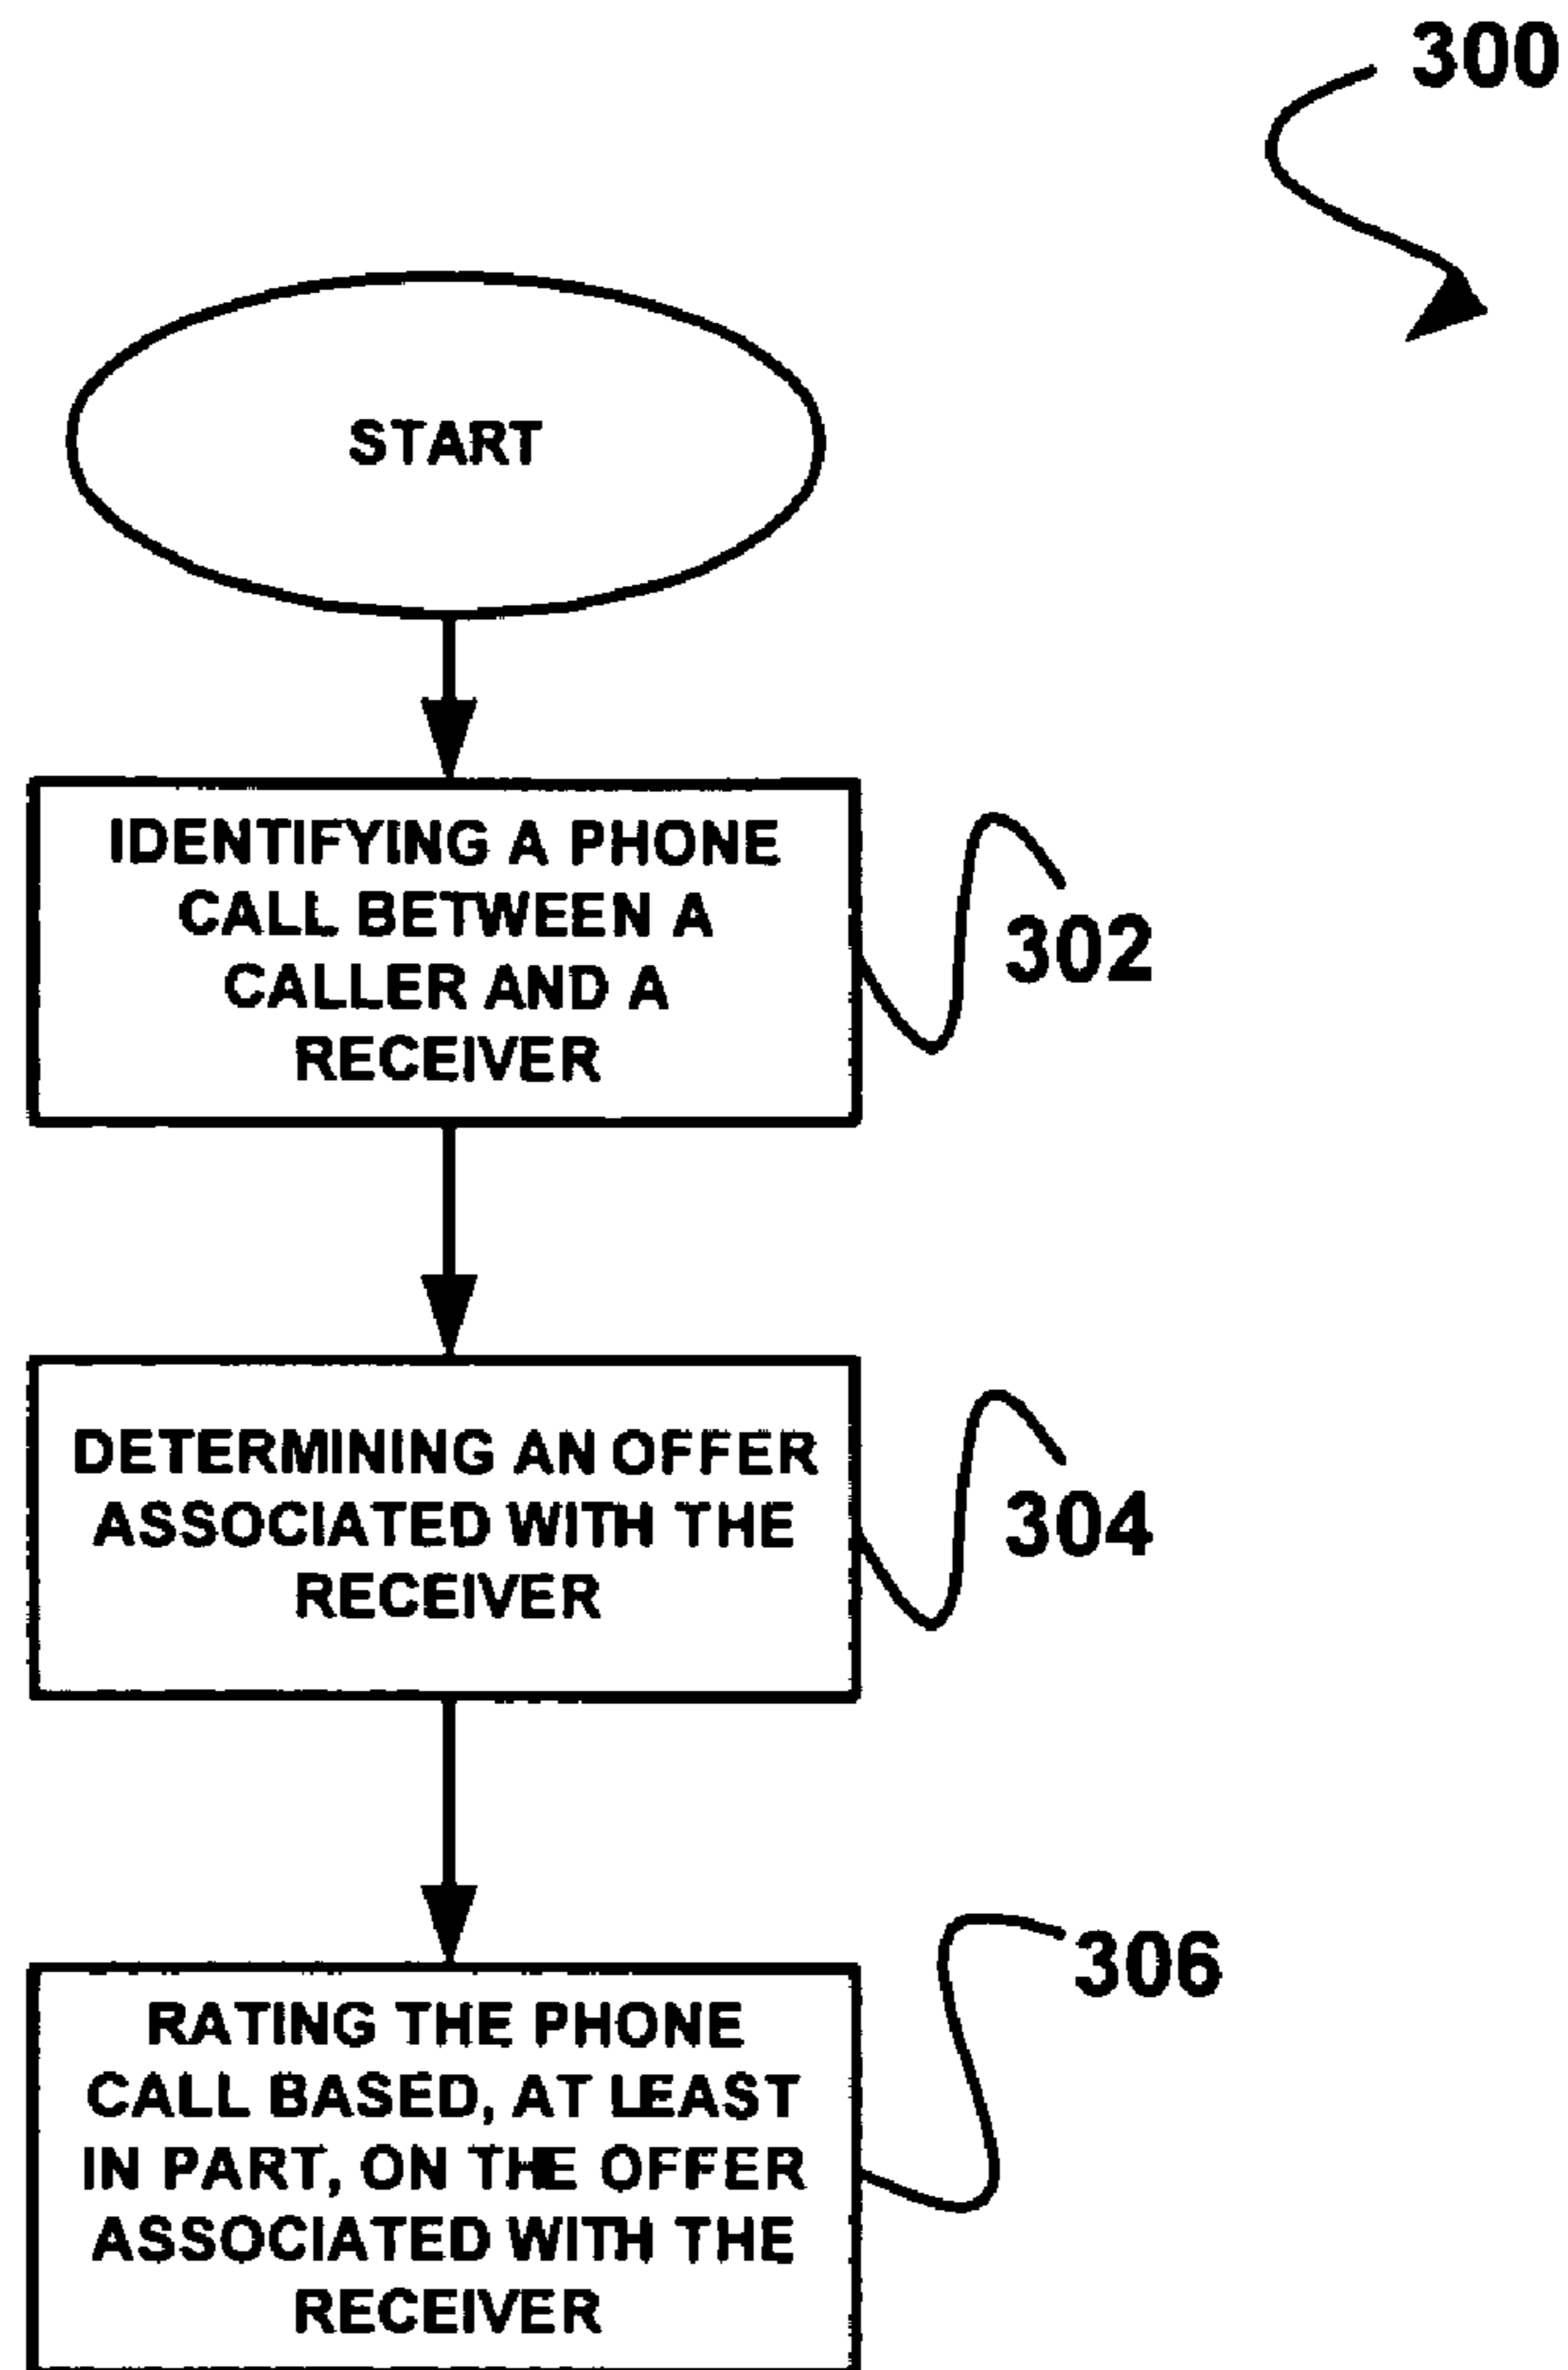 300
START
IDENTIFYING A PHONE
CALL BETWEEN A
CALLER AND A
RECEIVER
302
DETERMINING AN OFFER
ASSOCIATED WITH THE
RECEIVER
304
RATING THE PHONE
CALL BASED, AT LEAST
IN PART, ON THE OFFER
ASSOCIATED WITH THE
RECEIVER
306